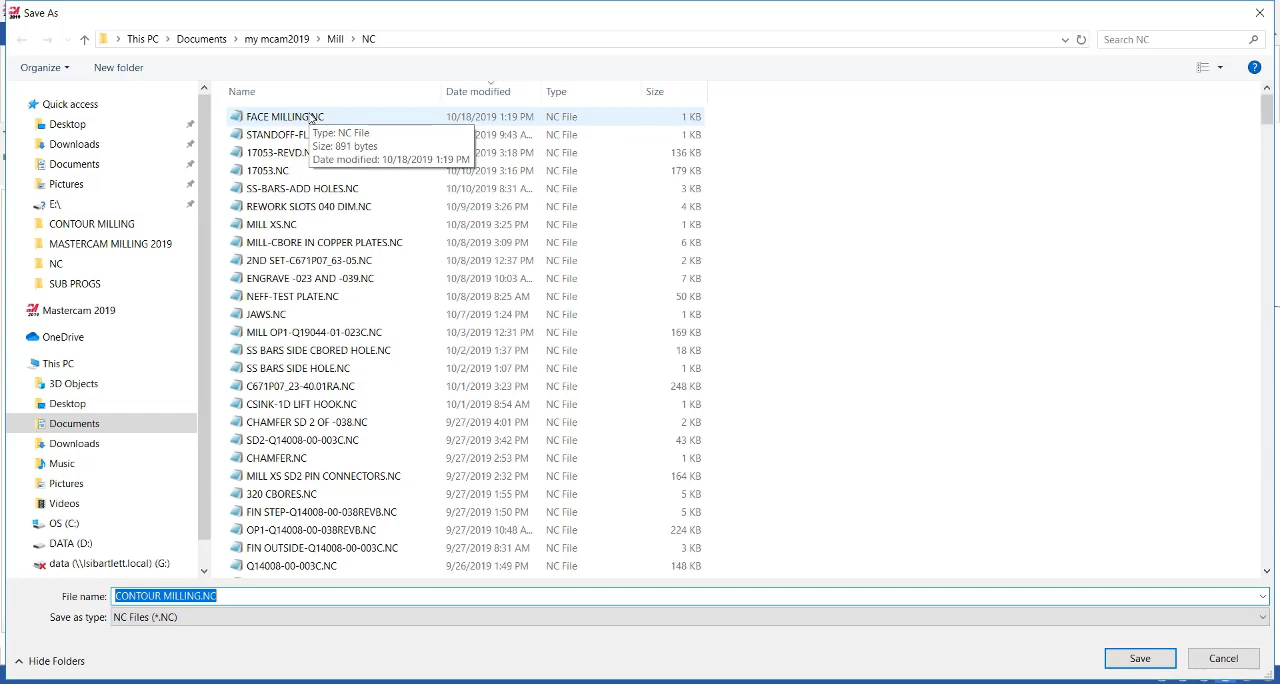 2019 Save As
This PC > Documents > my mcam2019 > Mill > NC
Search NC
Organize
New folder
?
Quick access
Desktop
Downloads
Documents
Pictures
E:\
CONTOUR MILLING
MASTERCAM MILLING 2019
NC
SUB PROGS
2019 Mastercam 2019
OneDrive
This PC
3D Objects
Desktop
Documents
Downloads
Music
Pictures
Videos
OS (C:)
DATA (D:)
data (\\lsibartlett.local) (G:)
Name Date modified Type Size
FACE MILLING.NC 10/18/2019 1:19 PM NC File 1 KB
STANDOFF-FL 9:43 A... NC File 1 KB
17053-REVD.N 3:18 PM NC File 136 KB
17053.NC 10/10/2019 3:16 PM NC File 179 KB
SS-BARS-ADD HOLES.NC 10/10/2019 8:31 A... NC File 3 KB
REWORK SLOTS 040 DIM.NC 10/9/2019 3:26 PM NC File 4 KB
MILL XS.NC 10/8/2019 3:25 PM NC File 1 KB
MILL-CBORE IN COPPER PLATES.NC 10/8/2019 3:09 PM NC File 6 KB
2ND SET-C671P07_63-05.NC 10/8/2019 12:37 PM NC File 2 KB
ENGRAVE -023 AND -039.NC 10/8/2019 10:03 A... NC File 7 KB
NEFF-TEST PLATE.NC 10/8/2019 8:25 AM NC File 50 KB
JAWS.NC 10/7/2019 1:24 PM NC File 1 KB
MILL OP1-Q19044-01-023C.NC 10/3/2019 12:31 PM NC File 169 KB
SS BARS SIDE CBORED HOLE.NC 10/2/2019 1:37 PM NC File 18 KB
SS BARS SIDE HOLE.NC 10/2/2019 1:07 PM NC File 1 KB
C671P07_23-40.01RA.NC 10/1/2019 3:23 PM NC File 248 KB
CSINK-1D LIFT HOOK.NC 10/1/2019 8:54 AM NC File 1 KB
CHAMFER SD 2 OF -038.NC 9/27/2019 4:01 PM NC File 2 KB
SD2-Q14008-00-003C.NC 9/27/2019 3:42 PM NC File 43 KB
CHAMFER.NC 9/27/2019 2:53 PM NC File 1 KB
MILL XS SD2 PIN CONNECTORS.NC 9/27/2019 2:32 PM NC File 164 KB
320 CBORES.NC 9/27/2019 1:55 PM NC File 5 KB
FIN STEP-Q14008-00-038REVB.NC 9/27/2019 1:50 PM NC File 5 KB
OP1-Q14008-00-038REVB.NC 9/27/2019 10:48 A... NC File 224 KB
FIN OUTSIDE-Q14008-00-003C.NC 9/27/2019 8:31 AM NC File 3 KB
Q14008-00-003C.NC 9/26/2019 1:49 PM NC File 148 KB
Type: NC File
Size: 891 bytes
Date modified: 10/18/2019 1:19 PM
File name: CONTOUR MILLING.NC
Save as type: NC Files (*.NC)
Hide Folders
Save
Cancel